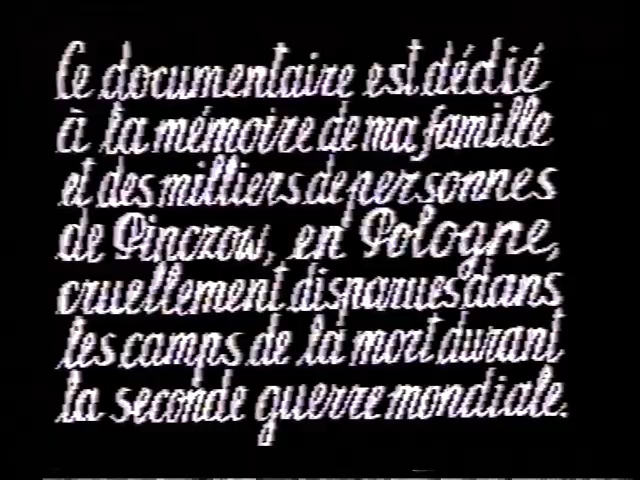 Ce documentaire est dédié
à la mémoire de ma famille
et des milliers de personnes
de Pinczow, en Pologne,
cruellement disparues dans
les camps de la mort durant
la seconde guerre mondiale.